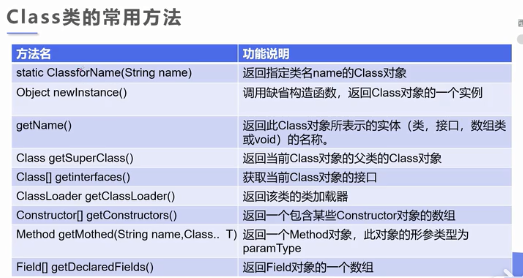 Class类的常用方法
方法名 功能说明
static ClassforName(String name) 返回指定类名name的Class对象
Object newInstance() 调用缺省构造函数，返回Class对象的一个实例
getName() 返回此Class对象所表示的实体（类，接口，数组类
或void）的名称。
Class getSuperClass() 返回当前Class对象的父类的Class对象
Class[] getinterfaces() 获取当前Class对象的接口
ClassLoader getClassLoader() 返回该类的类加载器
Constructor[] getConstructors() 返回一个包含某些Constructor对象的数组
Method getMothed(String name,Class.. T) 返回一个Method对象，此对象的形参类型为
paramType
Field[] getDeclaredFields() 返回Field对象的一个数组